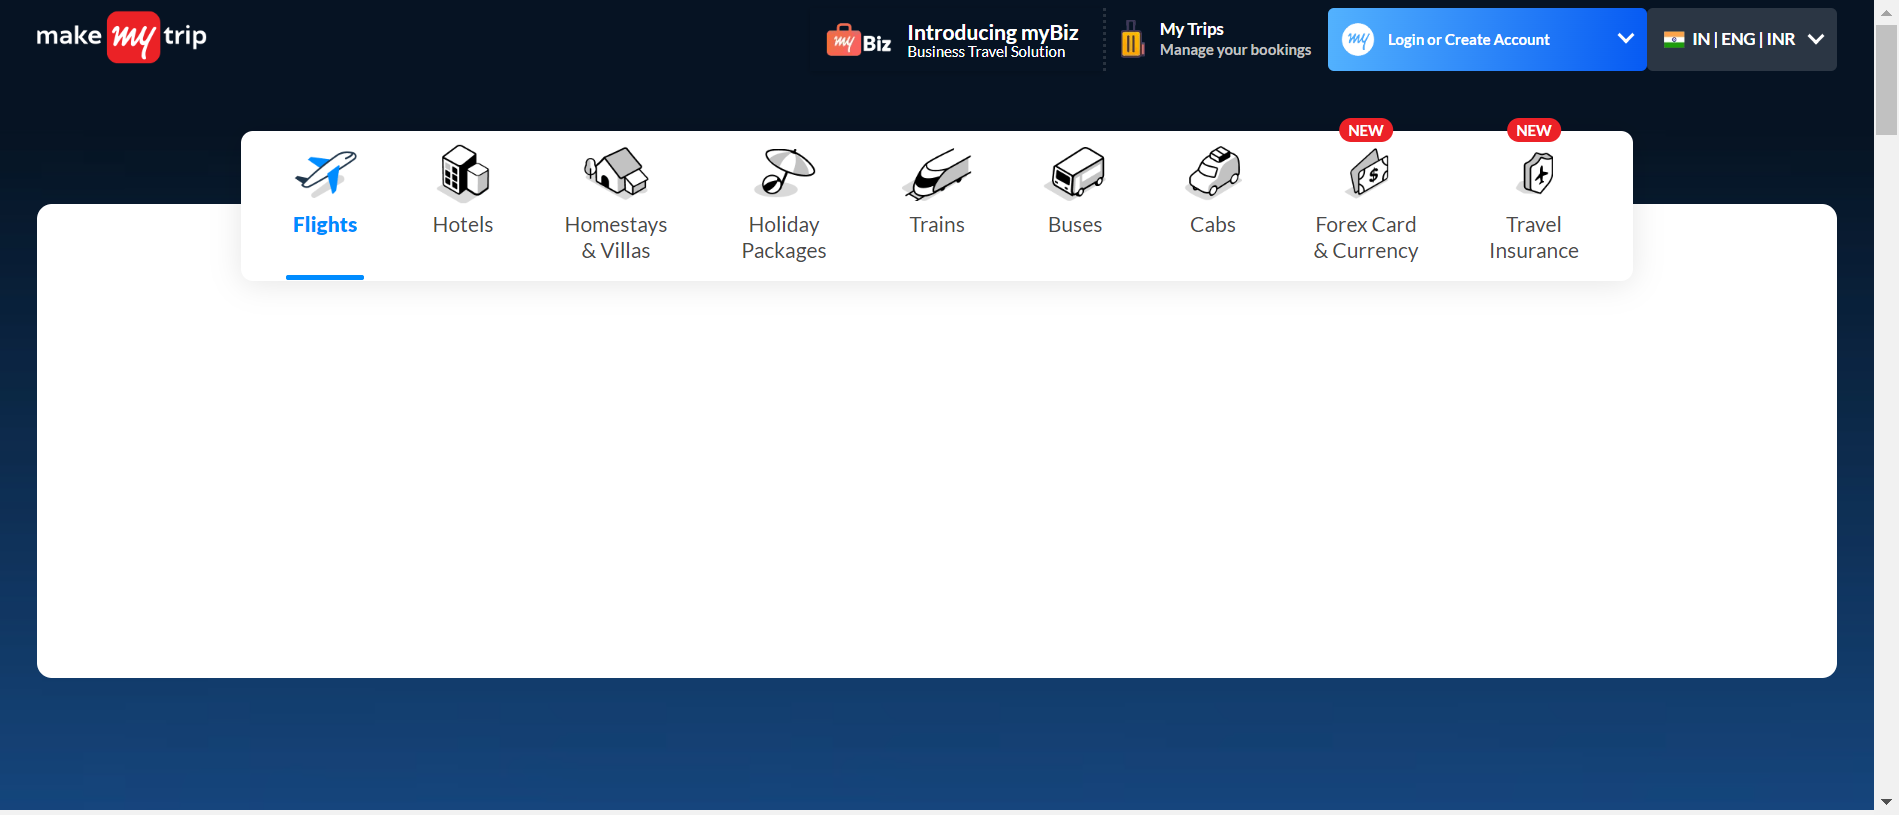 make my trip
my Biz
Introducing myBiz
Business Travel Solution
My Trips
Manage your bookings
my
Login or Create Account
IN | ENG | INR
NEW
NEW
Flights
Hotels
Homestays
& Villas
Holiday
Packages
Trains
Buses
Cabs
Forex Card
& Currency
Travel
Insurance